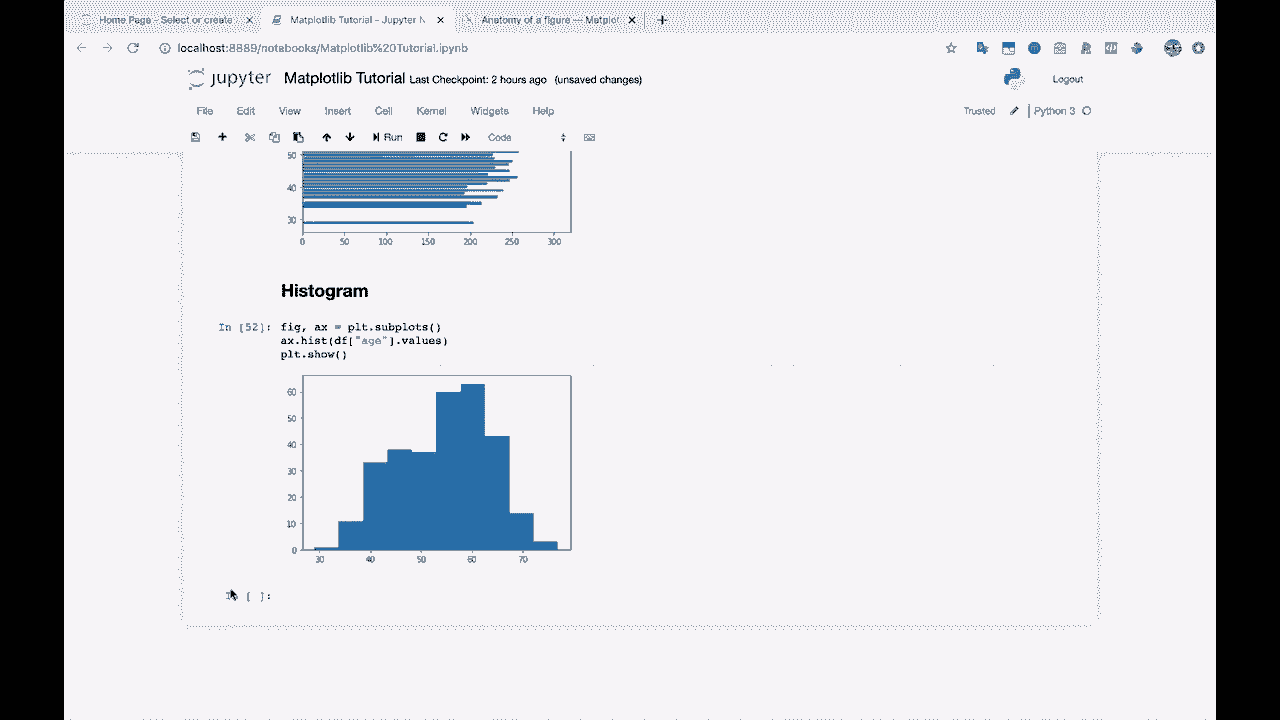 Home Page - Select or create
Matplotlib Tutorial - Jupyter N
Anatomy of a figure — Matplot
localhost:8889/notebooks/Matplotlib%20Tutorial.ipynb
jupyter Matplotlib Tutorial Last Checkpoint: 2 hours ago (unsaved changes)
Logout
File Edit View Insert Cell Kernel Widgets Help
Trusted Python 3
Run Code
50
40
30
0 50 100 150 200 250 300
Histogram
In [52]: fig, ax = plt.subplots()
ax.hist(df["age"].values)
plt.show()
60
50
40
30
20
10
0
30 40 50 60 70
In [ ]: